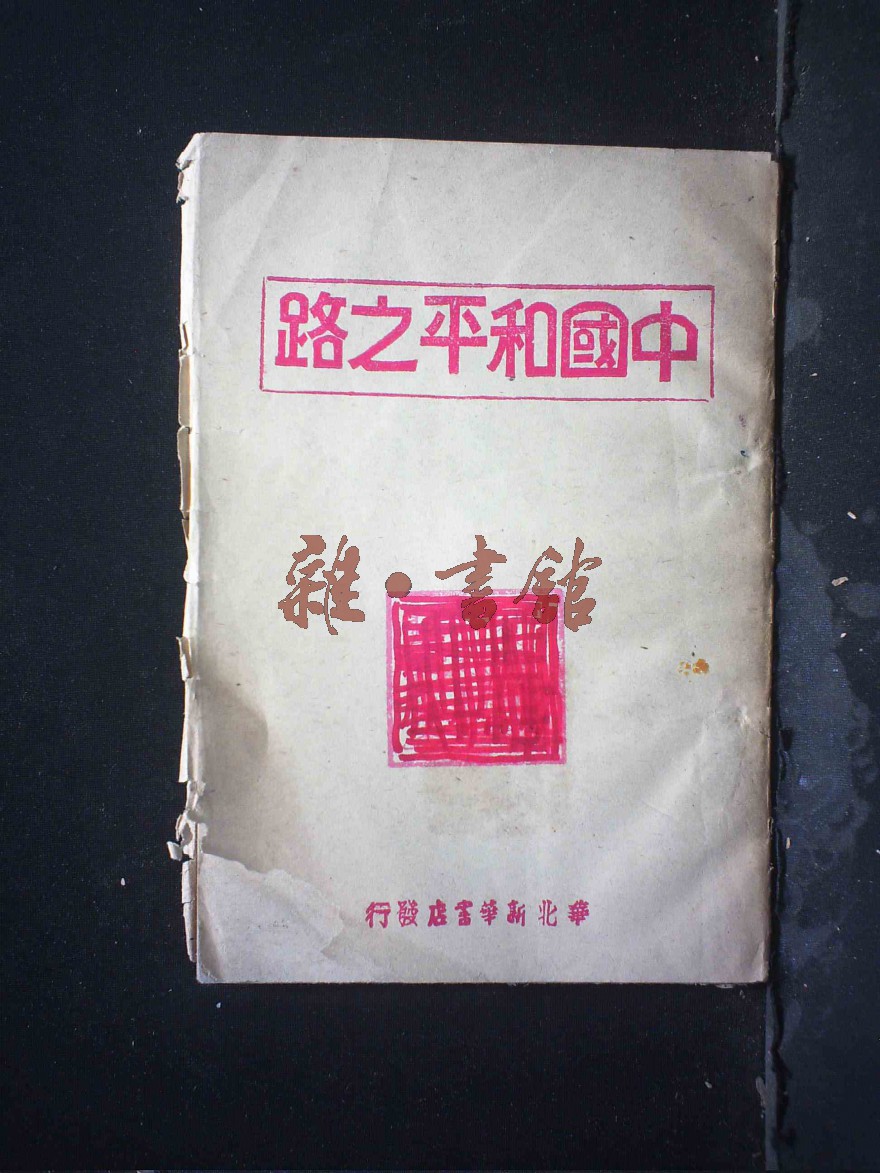 中國和平之路
雜·書館
華北新華書店發行